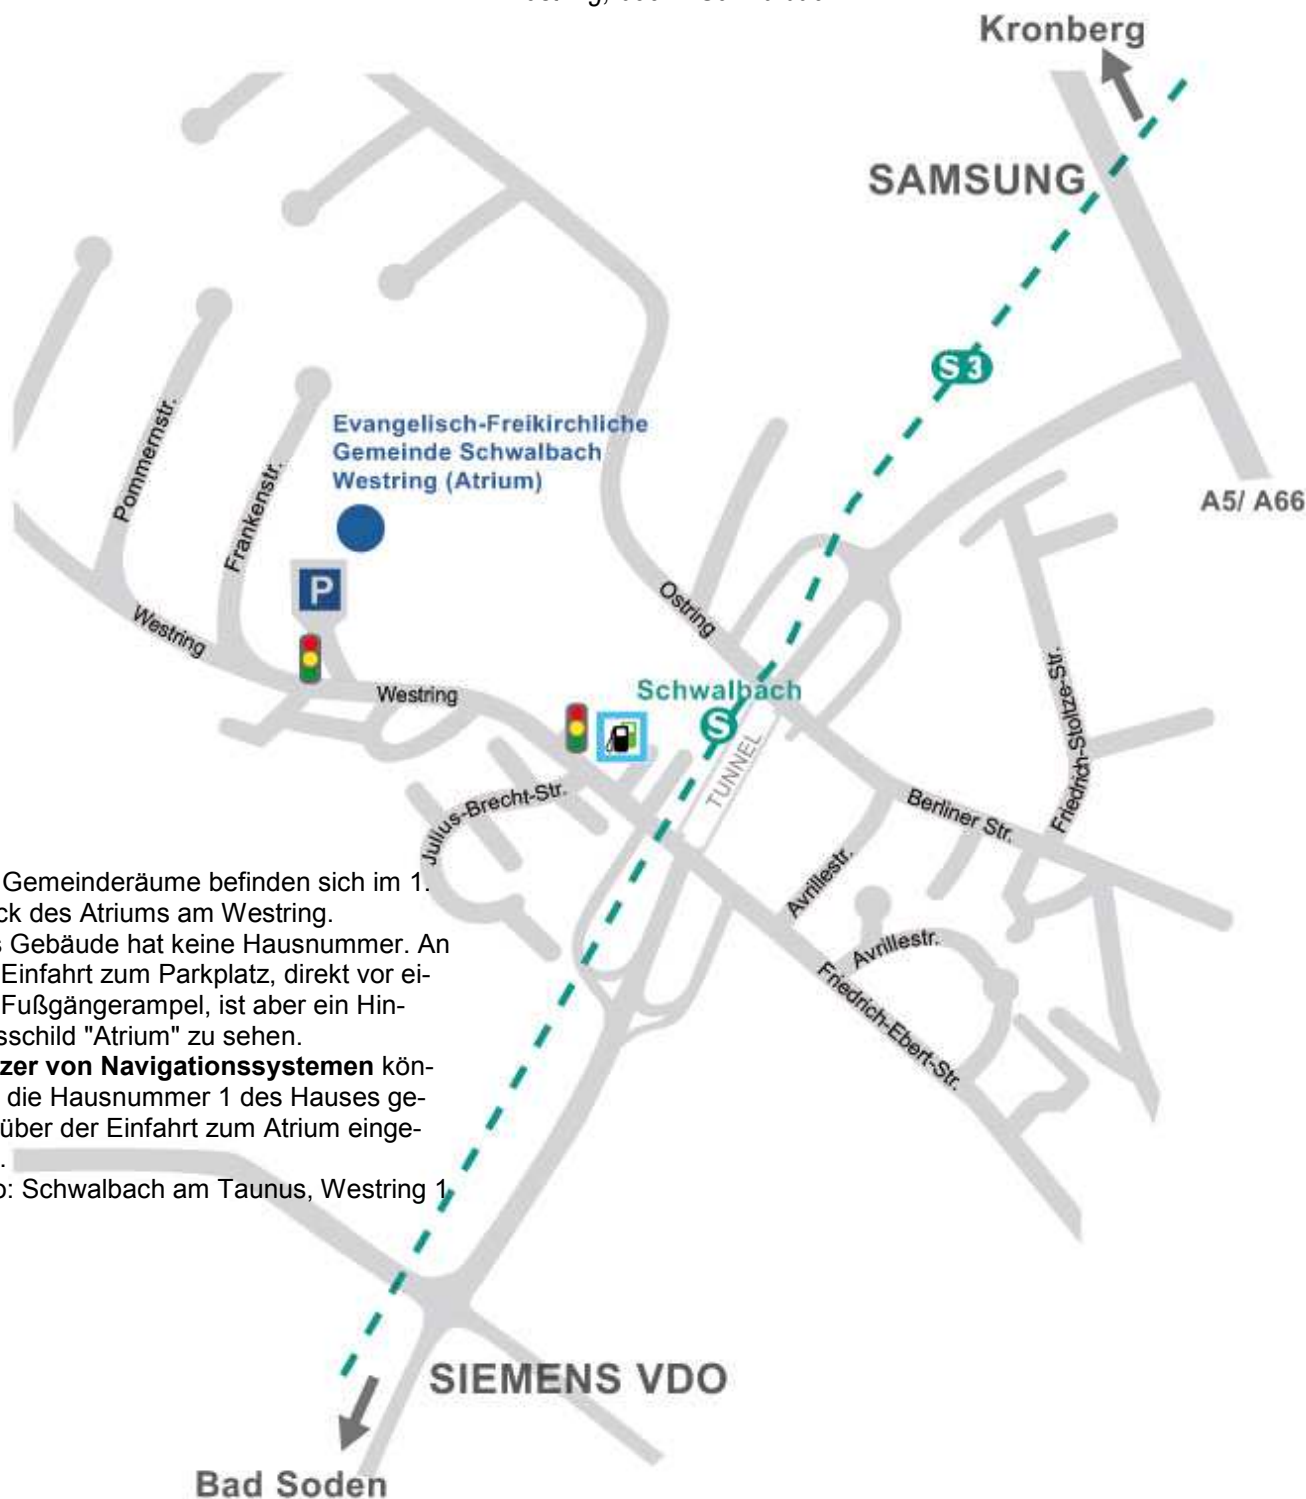 Kronberg
SAMSUNG
S 3
Evangelisch-Freikirchliche
Gemeinde Schwalbach
Westring (Atrium)
A5/ A66
Pommernstr.
Frankenstr.
P
Westring
Ostring
Westring
Schwalbach
S
TUNNEL
Friedrich-Stoltze-Str.
Julius-Brecht-Str.
Berliner Str.
Avrillestr.
Avrillestr.
Friedrich-Ebert-Str.
Gemeinderäume befinden sich im 1.
ck des Atriums am Westring.
s Gebäude hat keine Hausnummer. An
Einfahrt zum Parkplatz, direkt vor ei-
Fußgängerampel, ist aber ein Hin-
sschild "Atrium" zu sehen.
zer von Navigationssystemen kön-
die Hausnummer 1 des Hauses ge-
über der Einfahrt zum Atrium einge-
.
o: Schwalbach am Taunus, Westring 1
SIEMENS VDO
Bad Soden